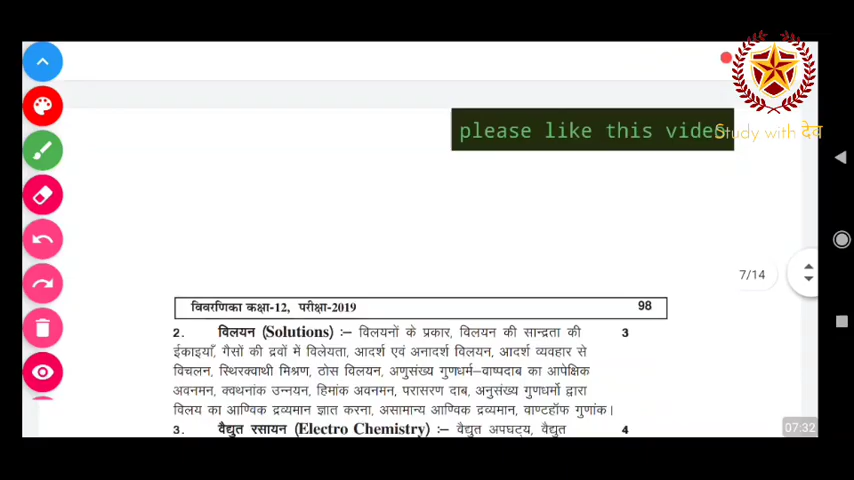 please like this video
Study with देव
7/14
विवरणिका कक्षा-12, परीक्षा-2019 98
2. विलयन (Solutions) :– विलयनों के प्रकार, विलयन की सान्द्रता की 3
ईकाइयाँ, गैसों की द्रवों में विलेयता, आदर्श एवं अनादर्श विलयन, आदर्श व्यवहार से
विचलन, स्थिरक्वाथी मिश्रण, ठोस विलयन, अणुसंख्य गुणधर्म–वाष्पदाब का आपेक्षिक
अवनमन, क्वथनांक उन्नयन, हिमांक अवनमन, परासरण दाब, अनुसंख्य गुणधर्मो द्वारा
विलय का आण्विक द्रव्यमान ज्ञात करना, असामान्य आण्विक द्रव्यमान, वाण्टहॉफ गुणांक।
3. वैद्युत रसायन (Electro Chemistry) :– वैद्युत अपघट्य, वैद्युत 4
07:32